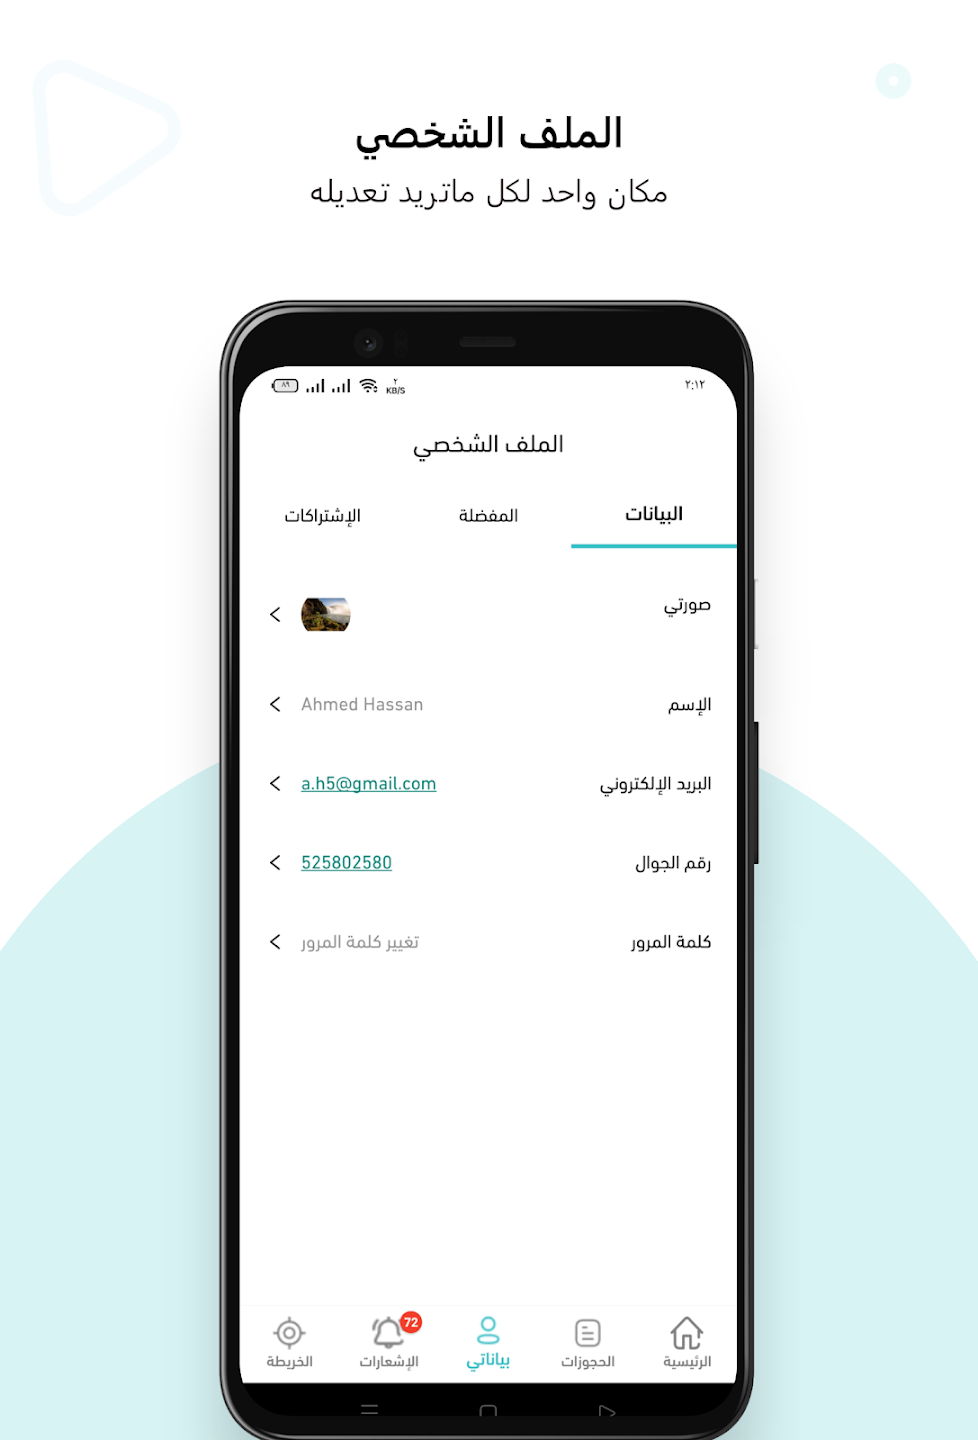 الملف الشخصي
مكان واحد لكل ماتريد تعديله
٨٩ ٢ KB/S ٢:١٢
الملف الشخصي
البيانات المفضلة الإشتراكات
صورتي
الإسم Ahmed Hassan
البريد الإلكتروني a.h5@gmail.com
رقم الجوال 525802580
كلمة المرور تغيير كلمة المرور
72
الرئيسية الحجوزات بياناتي الإشعارات الخريطة